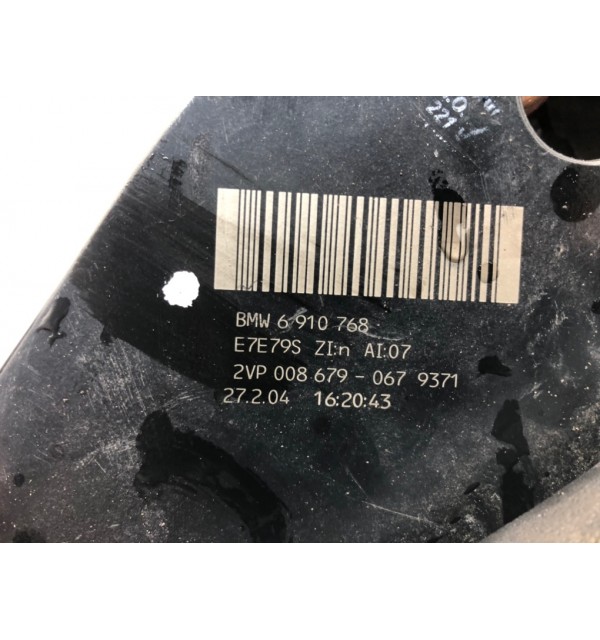 221
BMW 6 910 768
E7E79S ZI:n AI:07
2VP 008 679 - 067 9371
27.2.04 16:20:43